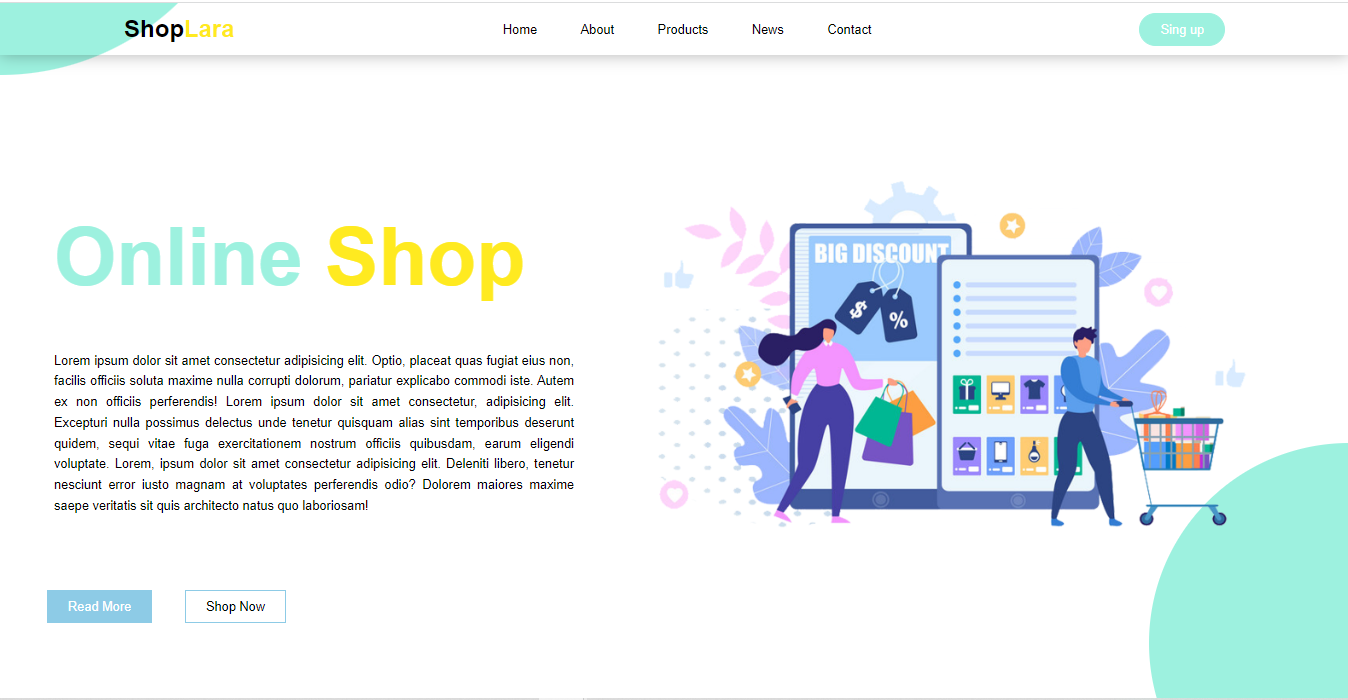 ShopLara
Home About Products News Contact
Sing up
Online Shop
BIG DISCOUNT
$
%
Lorem ipsum dolor sit amet consectetur adipisicing elit. Optio, placeat quas fugiat eius non,
facilis officiis soluta maxime nulla corrupti dolorum, pariatur explicabo commodi iste. Autem
ex non officiis perferendis! Lorem ipsum dolor sit amet consectetur, adipisicing elit.
Excepturi nulla possimus delectus unde tenetur quisquam alias sint temporibus deserunt
quidem, sequi vitae fuga exercitationem nostrum officiis quibusdam, earum eligendi
voluptate. Lorem, ipsum dolor sit amet consectetur adipisicing elit. Deleniti libero, tenetur
nesciunt error iusto magnam at voluptates perferendis odio? Dolorem maiores maxime
saepe veritatis sit quis architecto natus quo laboriosam!
Read More
Shop Now